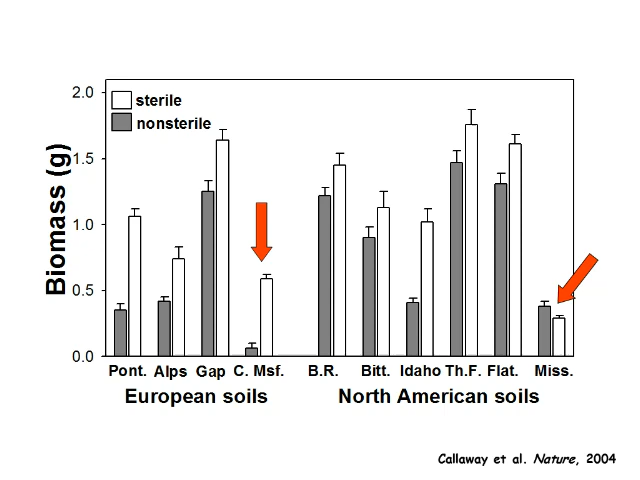 2.0
sterile
nonsterile
1.5
1.0
0.5
0.0
Biomass (g)
Pont. Alps Gap C. Msf. B.R. Bitt. Idaho Th.F. Flat. Miss.
European soils North American soils
Callaway et al. Nature, 2004